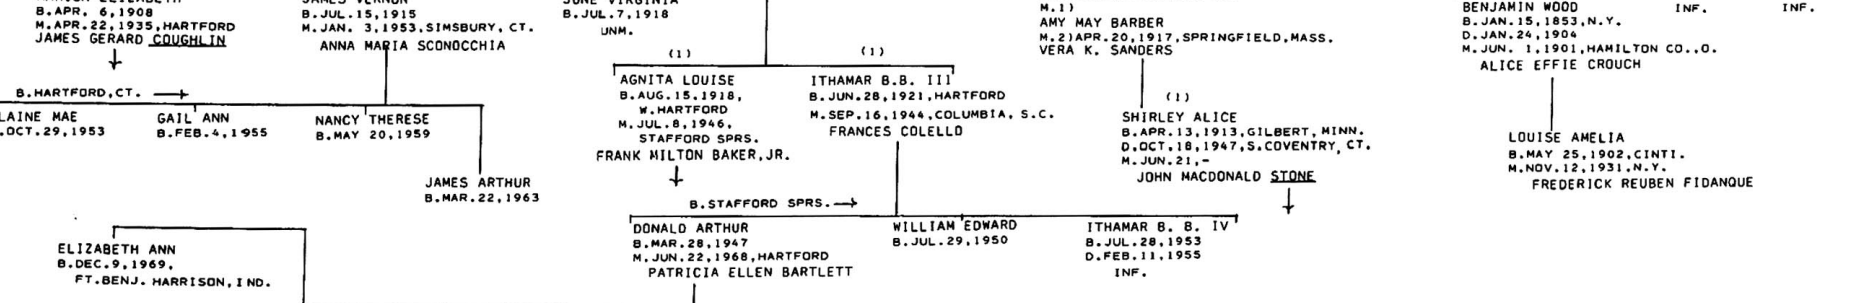 B.APR. 6,1908
M.APR.22,1935,HARTFORD
JAMES GERARD COUGHLIN
B.JUL.15,1915
M.JAN. 3,1953,SIMSBURY, CT.
ANNA MARIA SCONOCCHIA
B.HARTFORD,CT.
LAINE MAE
.OCT.29,1953
GAIL ANN
B.FEB.4,1955
NANCY THERESE
B.MAY 20,1959
JAMES ARTHUR
B.MAR.22,1963
ELIZABETH ANN
B.DEC.9,1969,
FT.BENJ. HARRISON,IND.
B.JUL.7,1918
UNM.
(1)
(1)
AGNITA LOUISE
B.AUG.15,1918,
W.HARTFORD
M.JUL.8,1946,
STAFFORD SPRS.
FRANK MILTON BAKER,JR.
ITHAMAR B.B. III
B.JUN.28,1921,HARTFORD
M.SEP.16,1944,COLUMBIA, S.C.
FRANCES COLELLO
B.STAFFORD SPRS.
DONALD ARTHUR
B.MAR.28,1947
M.JUN.22,1968,HARTFORD
PATRICIA ELLEN BARTLETT
WILLIAM EDWARD
B.JUL.29,1950
ITHAMAR B. B. IV
B.JUL.28,1953
D.FEB.11,1955
INF.
M.1)
AMY MAY BARBER
M.2)APR.20,1917,SPRINGFIELD,MASS.
VERA K. SANDERS
(1)
SHIRLEY ALICE
B.APR.13,1913,GILBERT, MINN.
D.OCT.18,1947,S.COVENTRY, CT.
M.JUN.21,-
JOHN MACDONALD STONE
BENJAMIN WOOD
B.JAN.15,1853,N.Y.
D.JAN.24,1904
M.JUN. 1,1901,HAMILTON CO.,O.
ALICE EFFIE CROUCH
INF.
INF.
LOUISE AMELIA
B.MAY 25,1902,CINTI.
M.NOV.12,1931,N.Y.
FREDERICK REUBEN FIDANQUE